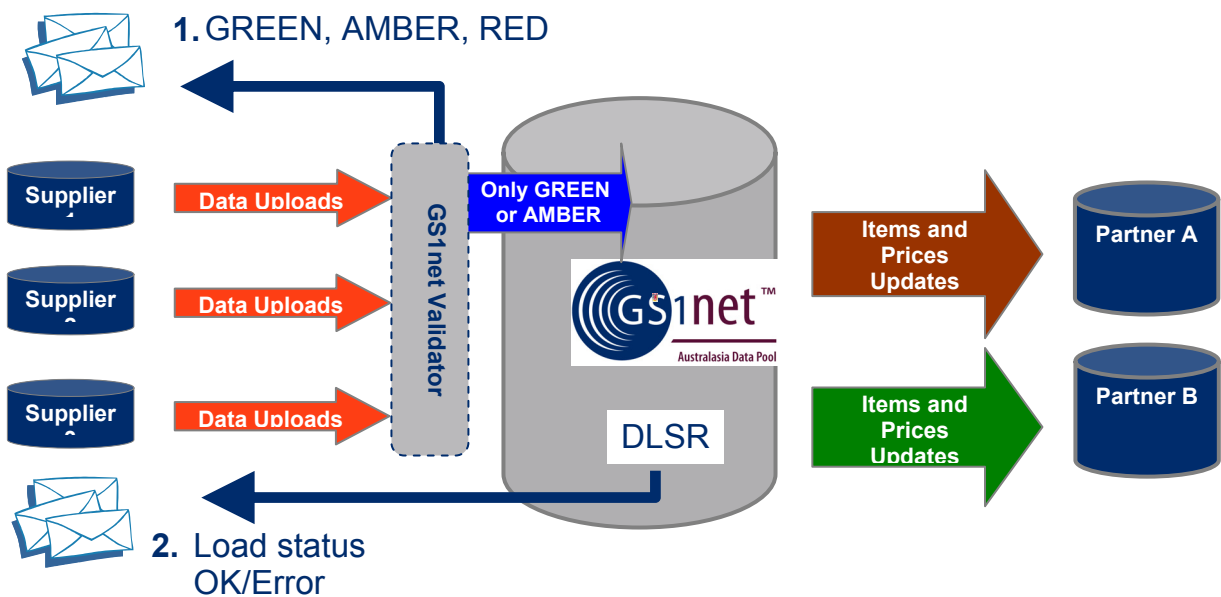 1. GREEN, AMBER, RED
Supplier
Data Uploads
GS1net Validator
Only GREEN
or AMBER
Items and
Prices
Updates
Partner A
Supplier
Data Uploads
GS1net™
Australasia Data Pool
Supplier
Data Uploads
DLSR
Items and
Prices
Updates
Partner B
2. Load status
OK/Error